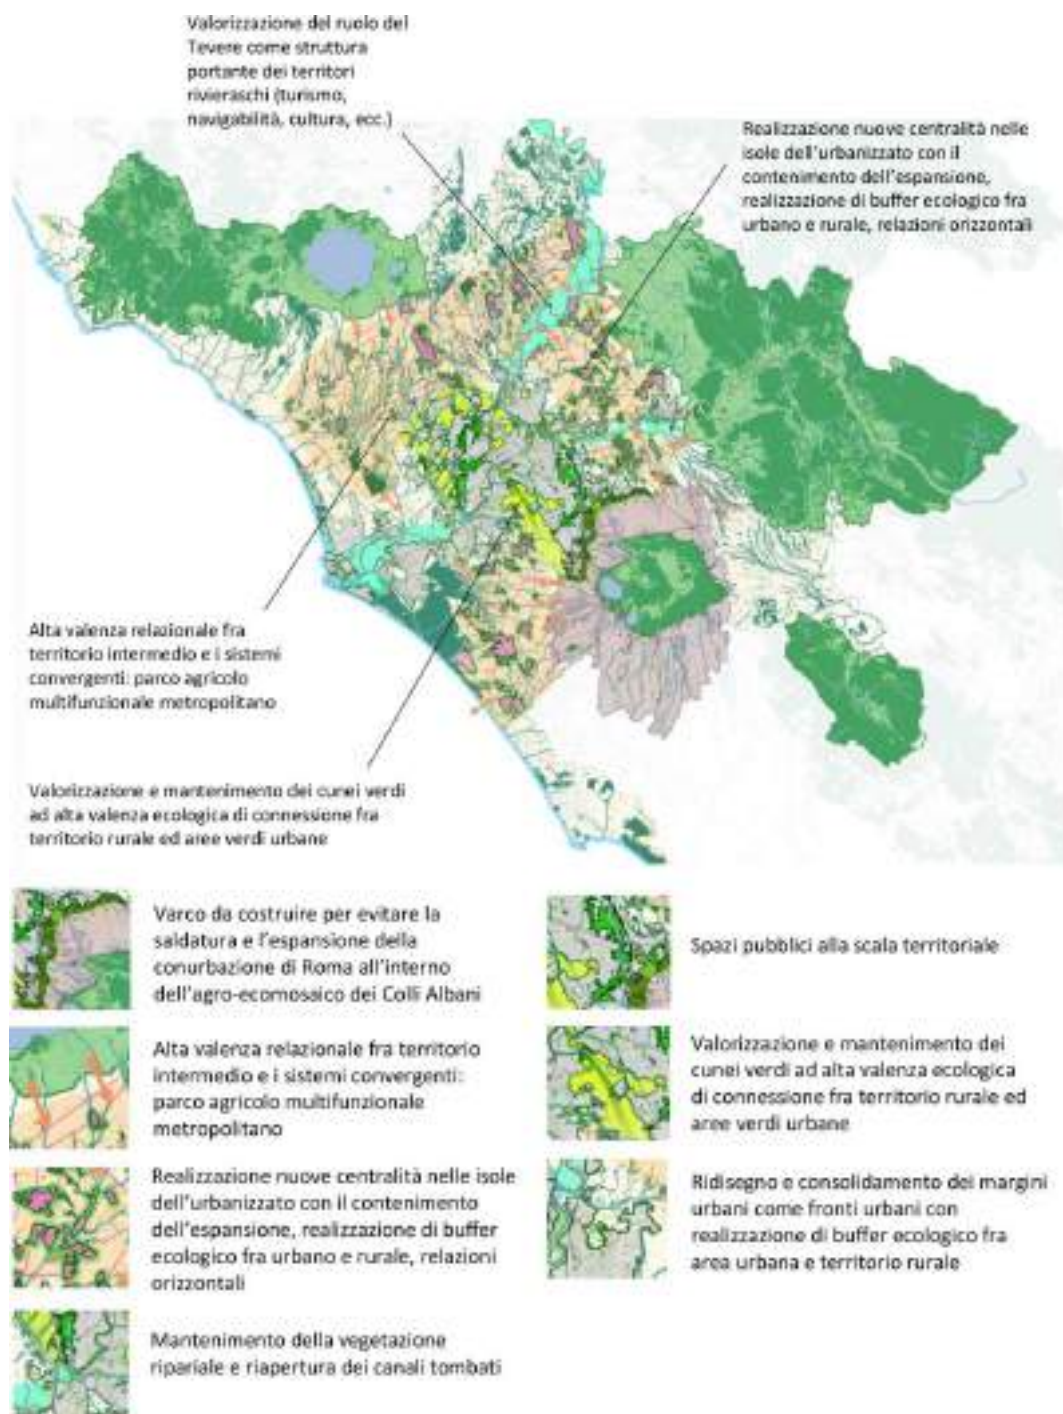 Valorizzazione del ruolo del
Tevere come struttura
portante dei territori
rivieraschi (turismo,
navigabilità, cultura, ecc.)
Realizzazione nuove centralità nelle
isole dell'urbanizzato con il
contenimento dell'espansione,
realizzazione di buffer ecologico fra
urbano e rurale, relazioni orizzontali
Alta valenza relazionale fra
territorio intermedio e i sistemi
convergenti: parco agricolo
multifunzionale metropolitano
Valorizzazione e mantenimento dei cunei verdi
ad alta valenza ecologica di connessione fra
territorio rurale ed aree verdi urbane
Varco da costruire per evitare la
saldatura e l'espansione della
conurbazione di Roma all'interno
dell'agro-ecomosaico dei Colli Albani
Alta valenza relazionale fra territorio
intermedio e i sistemi convergenti:
parco agricolo multifunzionale
metropolitano
Realizzazione nuove centralità nelle isole
dell'urbanizzato con il contenimento
dell'espansione, realizzazione di buffer
ecologico fra urbano e rurale, relazioni
orizzontali
Mantenimento della vegetazione
ripariale e riapertura dei canali tombati
Spazi pubblici alla scala territoriale
Valorizzazione e mantenimento dei
cunei verdi ad alta valenza ecologica
di connessione fra territorio rurale ed
aree verdi urbane
Ridisegno e consolidamento dei margini
urbani come fronti urbani con
realizzazione di buffer ecologico fra
area urbana e territorio rurale